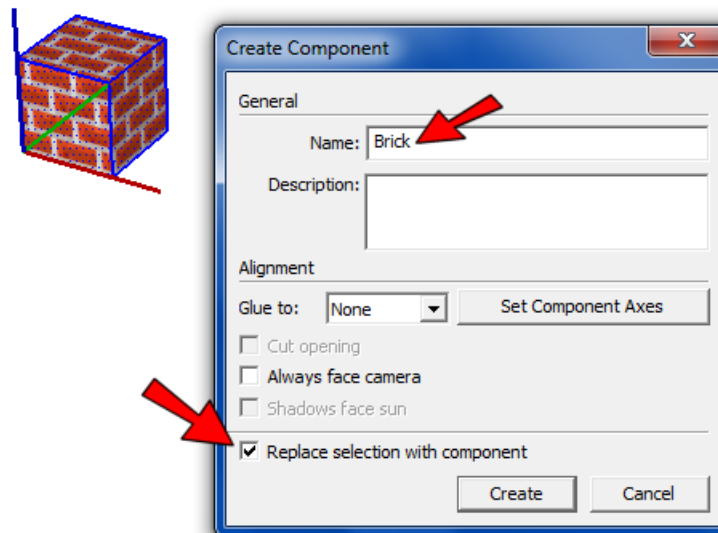 Create Component
X
General
Name: Brick
Description:
Alignment
Glue to: None Set Component Axes
Cut opening
Always face camera
Shadows face sun
Replace selection with component
Create Cancel